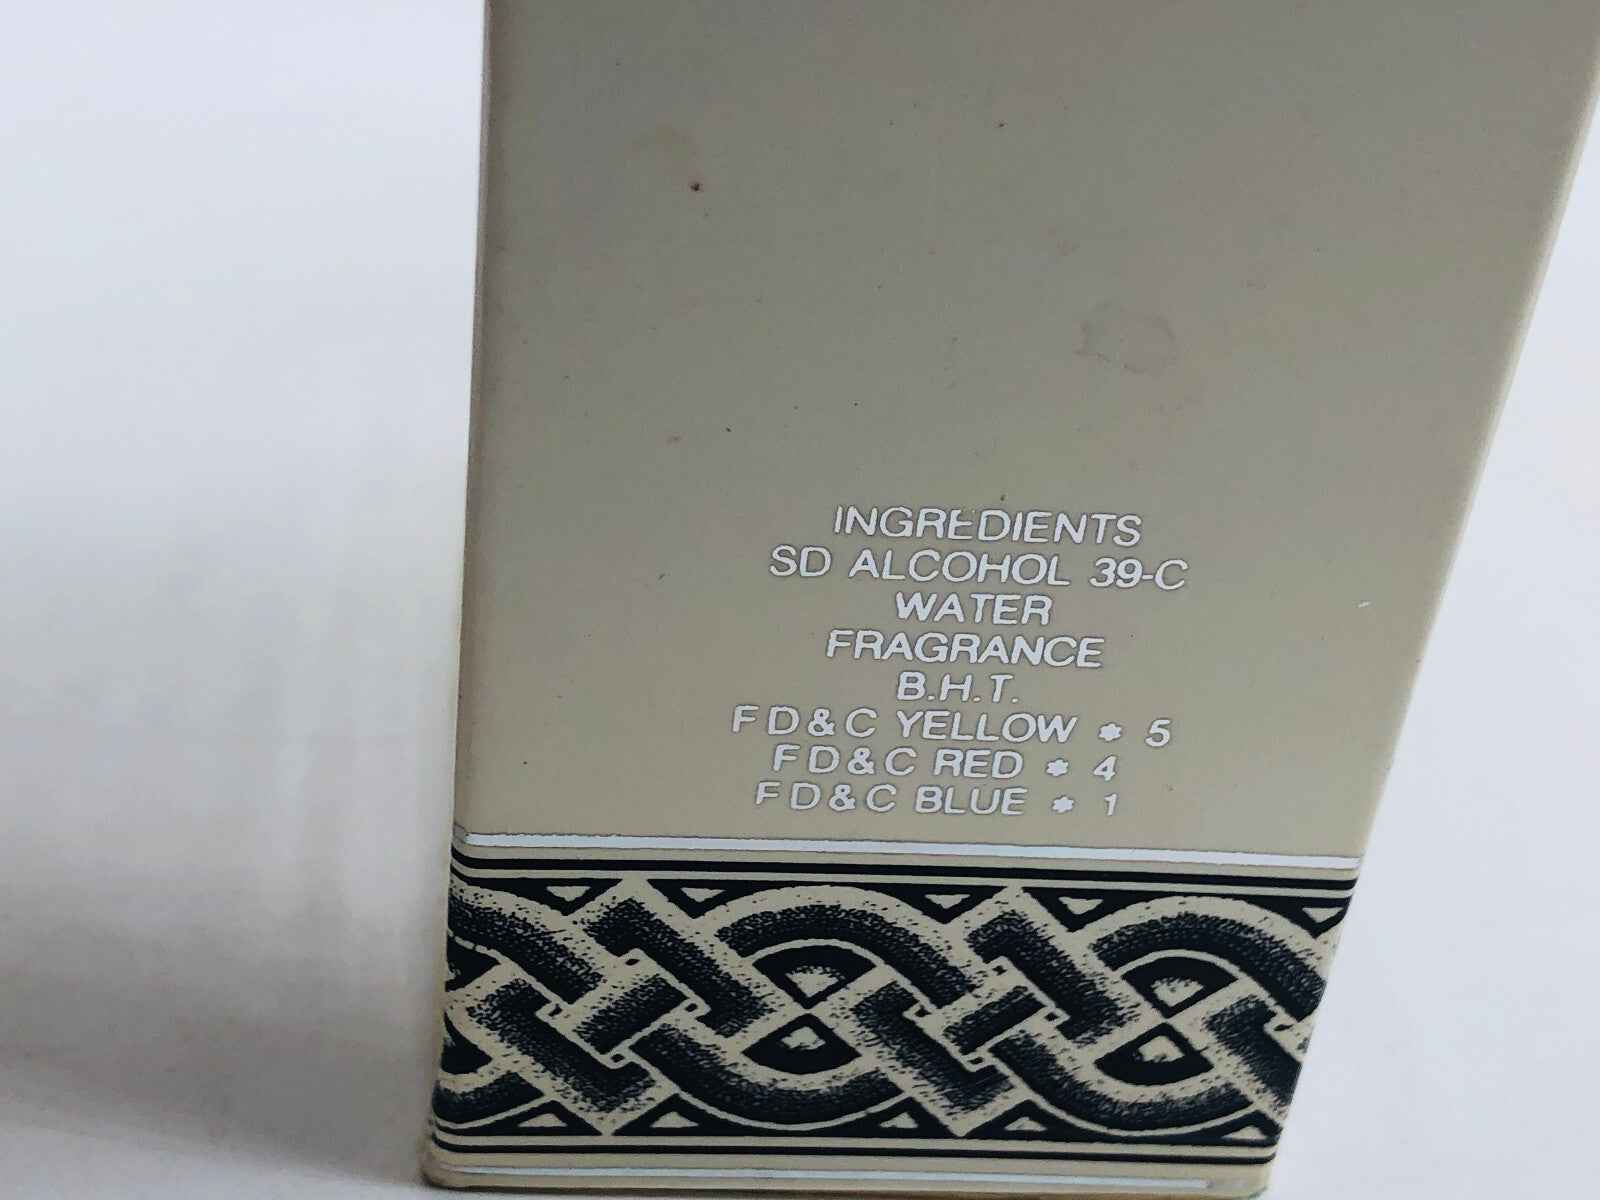 INGREDIENTS
SD ALCOHOL 39-C
WATER
FRAGRANCE
B.H.T.
FD&C YELLOW * 5
FD&C RED * 4
FD&C BLUE * 1